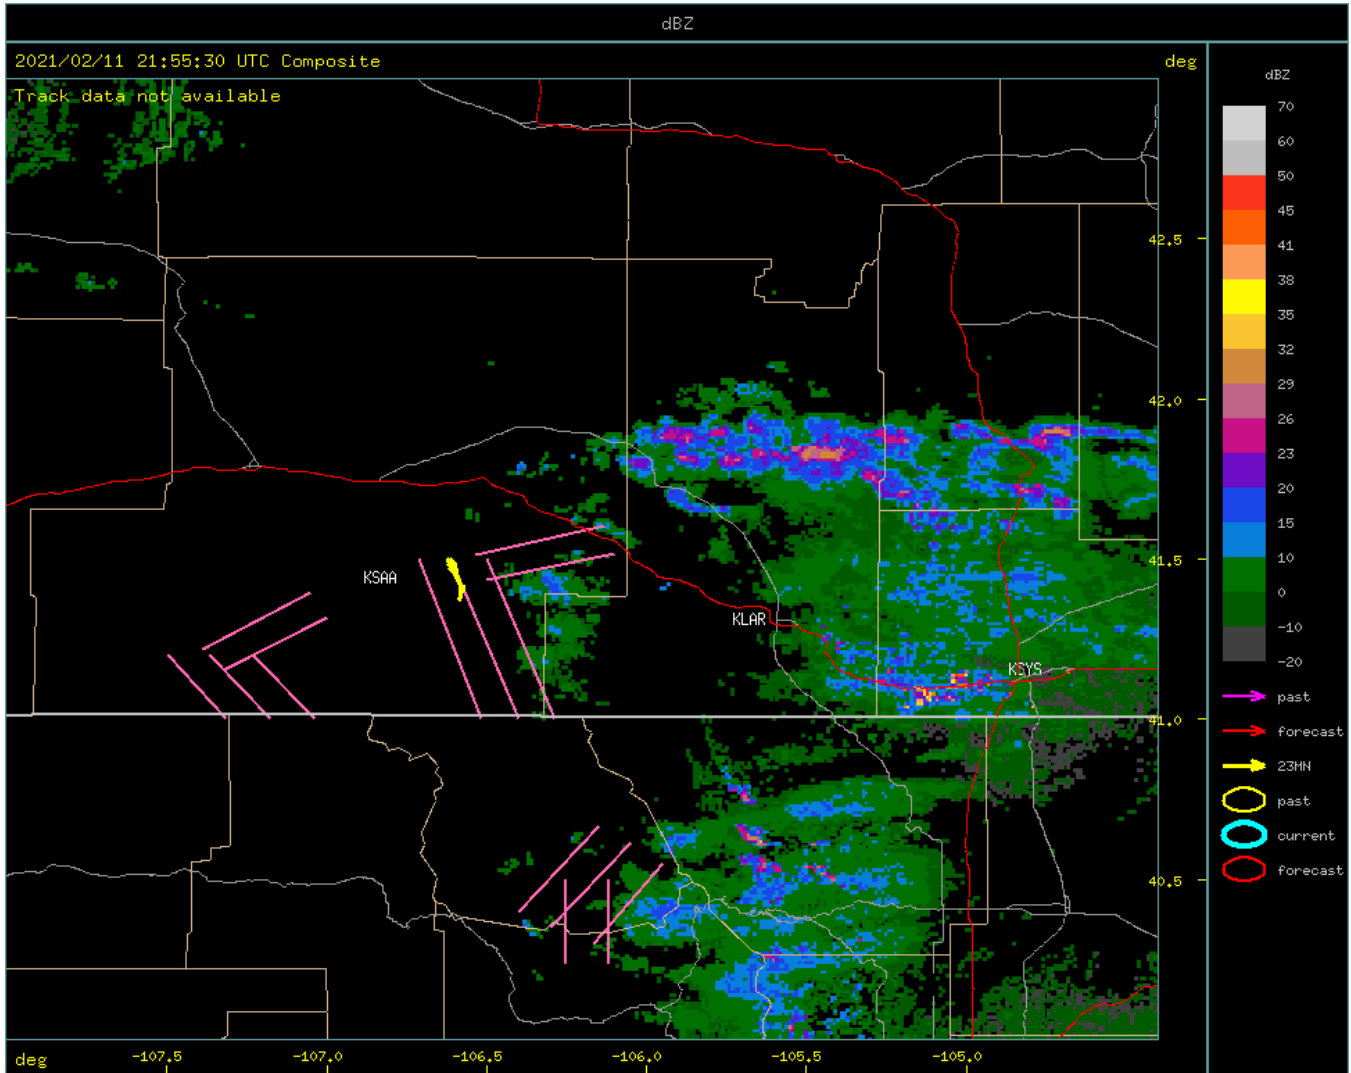 dBZ
2021/02/11 21:55:30 UTC Composite
deg
Track data not available
dBZ
70
60
50
45
41
38
35
32
29
26
23
20
15
10
0
-10
-20
past
forecast
23MN
past
current
forecast
42.5
42.0
41.5
41.0
40.5
KSAA
KLAR
KSYS
deg
-107.5
-107.0
-106.5
-106.0
-105.5
-105.0